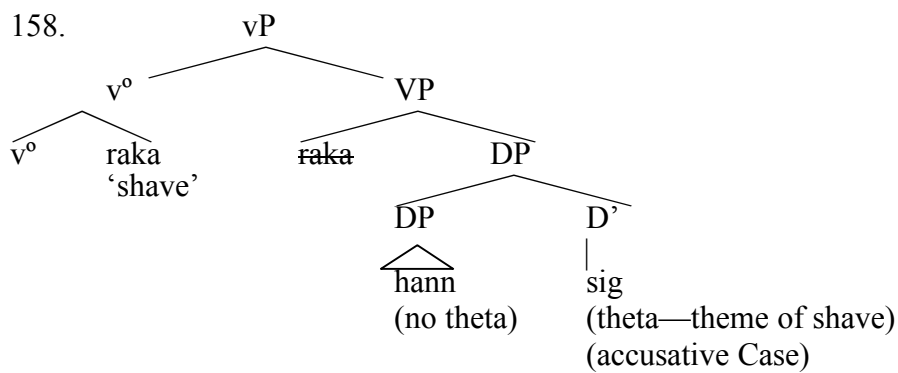 158. vP
vº VP
vº raka ra̶k̶a̶ DP
‘shave’
DP D’
hann sig
(no theta) (theta—theme of shave)
(accusative Case)